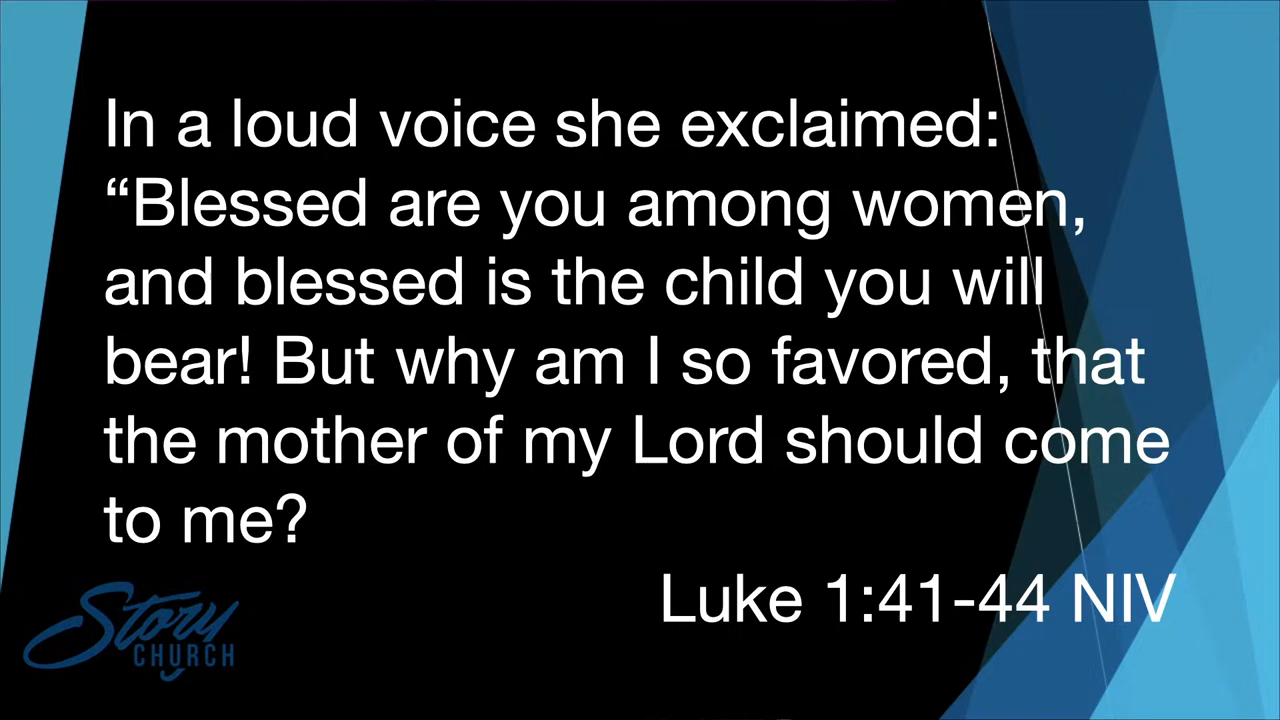 In a loud voice she exclaimed:
“Blessed are you among women,
and blessed is the child you will
bear! But why am I so favored, that
the mother of my Lord should come
to me?
Luke 1:41-44 NIV
Story
CHURCH